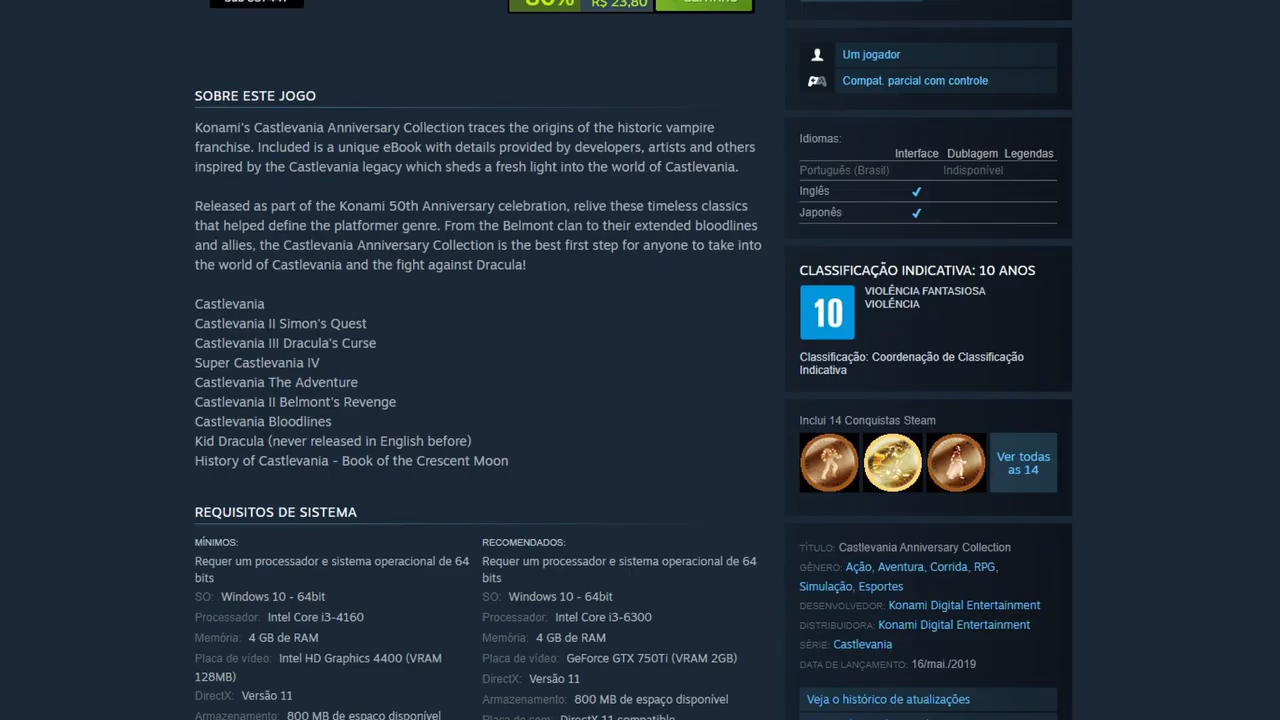 80%
R$ 23,80
SOBRE ESTE JOGO
Konami's Castlevania Anniversary Collection traces the origins of the historic vampire
franchise. Included is a unique eBook with details provided by developers, artists and others
inspired by the Castlevania legacy which sheds a fresh light into the world of Castlevania.
Released as part of the Konami 50th Anniversary celebration, relive these timeless classics
that helped define the platformer genre. From the Belmont clan to their extended bloodlines
and allies, the Castlevania Anniversary Collection is the best first step for anyone to take into
the world of Castlevania and the fight against Dracula!
Castlevania
Castlevania II Simon's Quest
Castlevania III Dracula's Curse
Super Castlevania IV
Castlevania The Adventure
Castlevania II Belmont's Revenge
Castlevania Bloodlines
Kid Dracula (never released in English before)
History of Castlevania - Book of the Crescent Moon
REQUISITOS DE SISTEMA
MÍNIMOS:
Requer um processador e sistema operacional de 64
bits
SO: Windows 10 - 64bit
Processador: Intel Core i3-4160
Memória: 4 GB de RAM
Placa de vídeo: Intel HD Graphics 4400 (VRAM
128MB)
DirectX: Versão 11
Armazenamento: 800 MB de espaço disponível
RECOMENDADOS:
Requer um processador e sistema operacional de 64
bits
SO: Windows 10 - 64bit
Processador: Intel Core i3-6300
Memória: 4 GB de RAM
Placa de vídeo: GeForce GTX 750Ti (VRAM 2GB)
DirectX: Versão 11
Armazenamento: 800 MB de espaço disponível
Placa de som: DirectX 11 compatible
Um jogador
Compat. parcial com controle
Idiomas:
Interface Dublagem Legendas
Português (Brasil) Indisponível
Inglês ✔
Japonês ✔
CLASSIFICAÇÃO INDICATIVA: 10 ANOS
10
VIOLÊNCIA FANTASIOSA
VIOLÊNCIA
Classificação: Coordenação de Classificação
Indicativa
Inclui 14 Conquistas Steam
Ver todas
as 14
TÍTULO: Castlevania Anniversary Collection
GÊNERO: Ação, Aventura, Corrida, RPG,
Simulação, Esportes
DESENVOLVEDOR: Konami Digital Entertainment
DISTRIBUIDORA: Konami Digital Entertainment
SÉRIE: Castlevania
DATA DE LANÇAMENTO: 16/mai./2019
Veja o histórico de atualizações